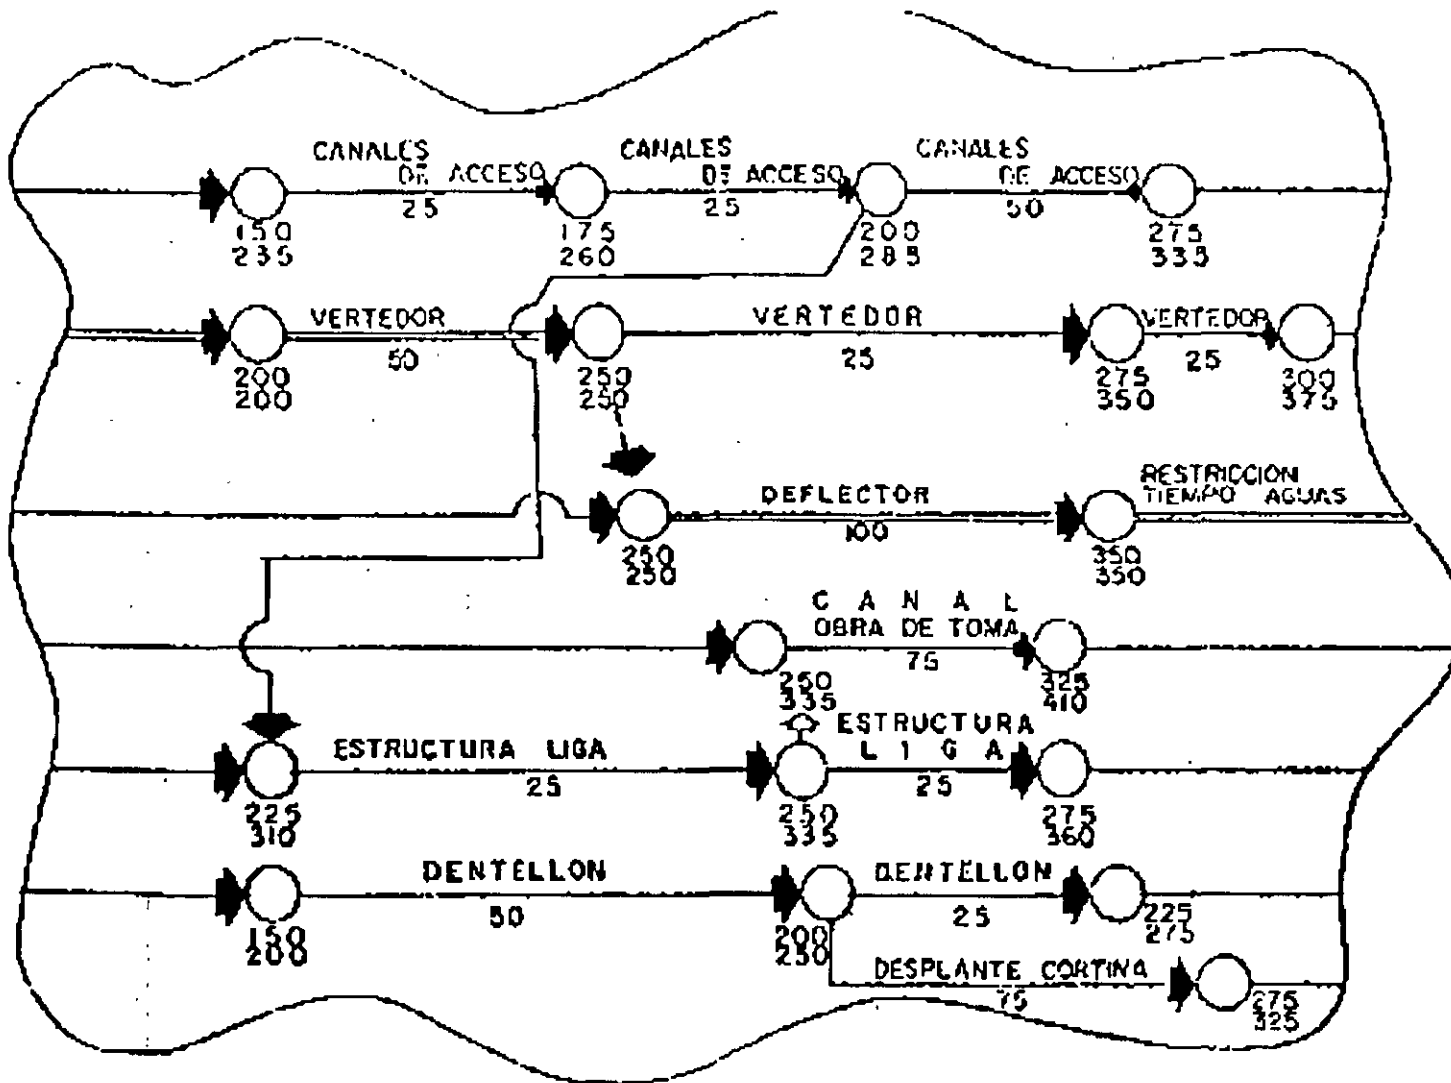 CANALES
DE ACCESO
25
CANALES
DE ACCESO
25
CANALES
DE ACCESO
50
150
235
175
260
200
285
275
335
VERTEDOR
50
VERTEDOR
25
VERTEDOR
25
200
200
250
250
275
350
300
375
DEFLECTOR
100
RESTRICCION
TIEMPO AGUAS
250
250
350
350
CANAL
OBRA DE TOMA
75
250
335
325
410
ESTRUCTURA LIGA
25
ESTRUCTURA
LIGA
25
225
310
250
335
275
360
DENTELLON
50
DENTELLON
25
150
200
200
250
225
275
DESPLANTE CORTINA
75
275
325